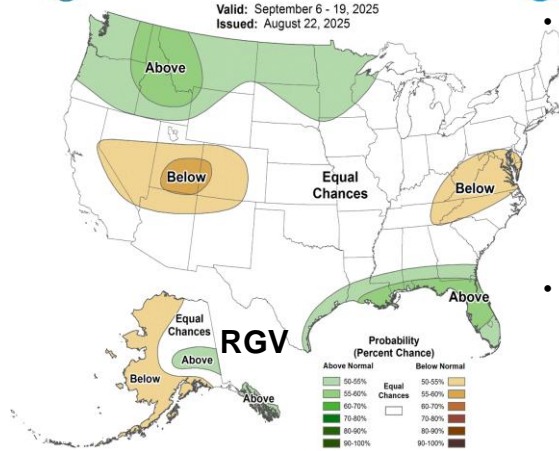 Valid: September 6 - 19, 2025
Issued: August 22, 2025
•
Above
Below
Equal
Chances
Below
Above
•
Equal
Chances
Above
Below
Above
RGV
Probability
(Percent Chance)
Above Normal
Below Normal
Equal
Chances
50-55%
50-55%
55-60%
55-60%
60-70%
60-70%
70-80%
70-80%
80-90%
80-90%
90-100%
90-100%